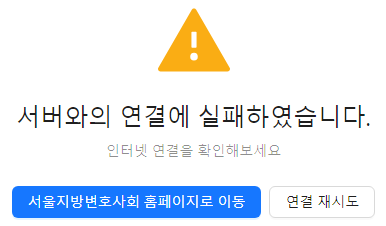 서버와의 연결에 실패하였습니다.
인터넷 연결을 확인해보세요
서울지방변호사회 홈페이지로 이동 연결 재시도